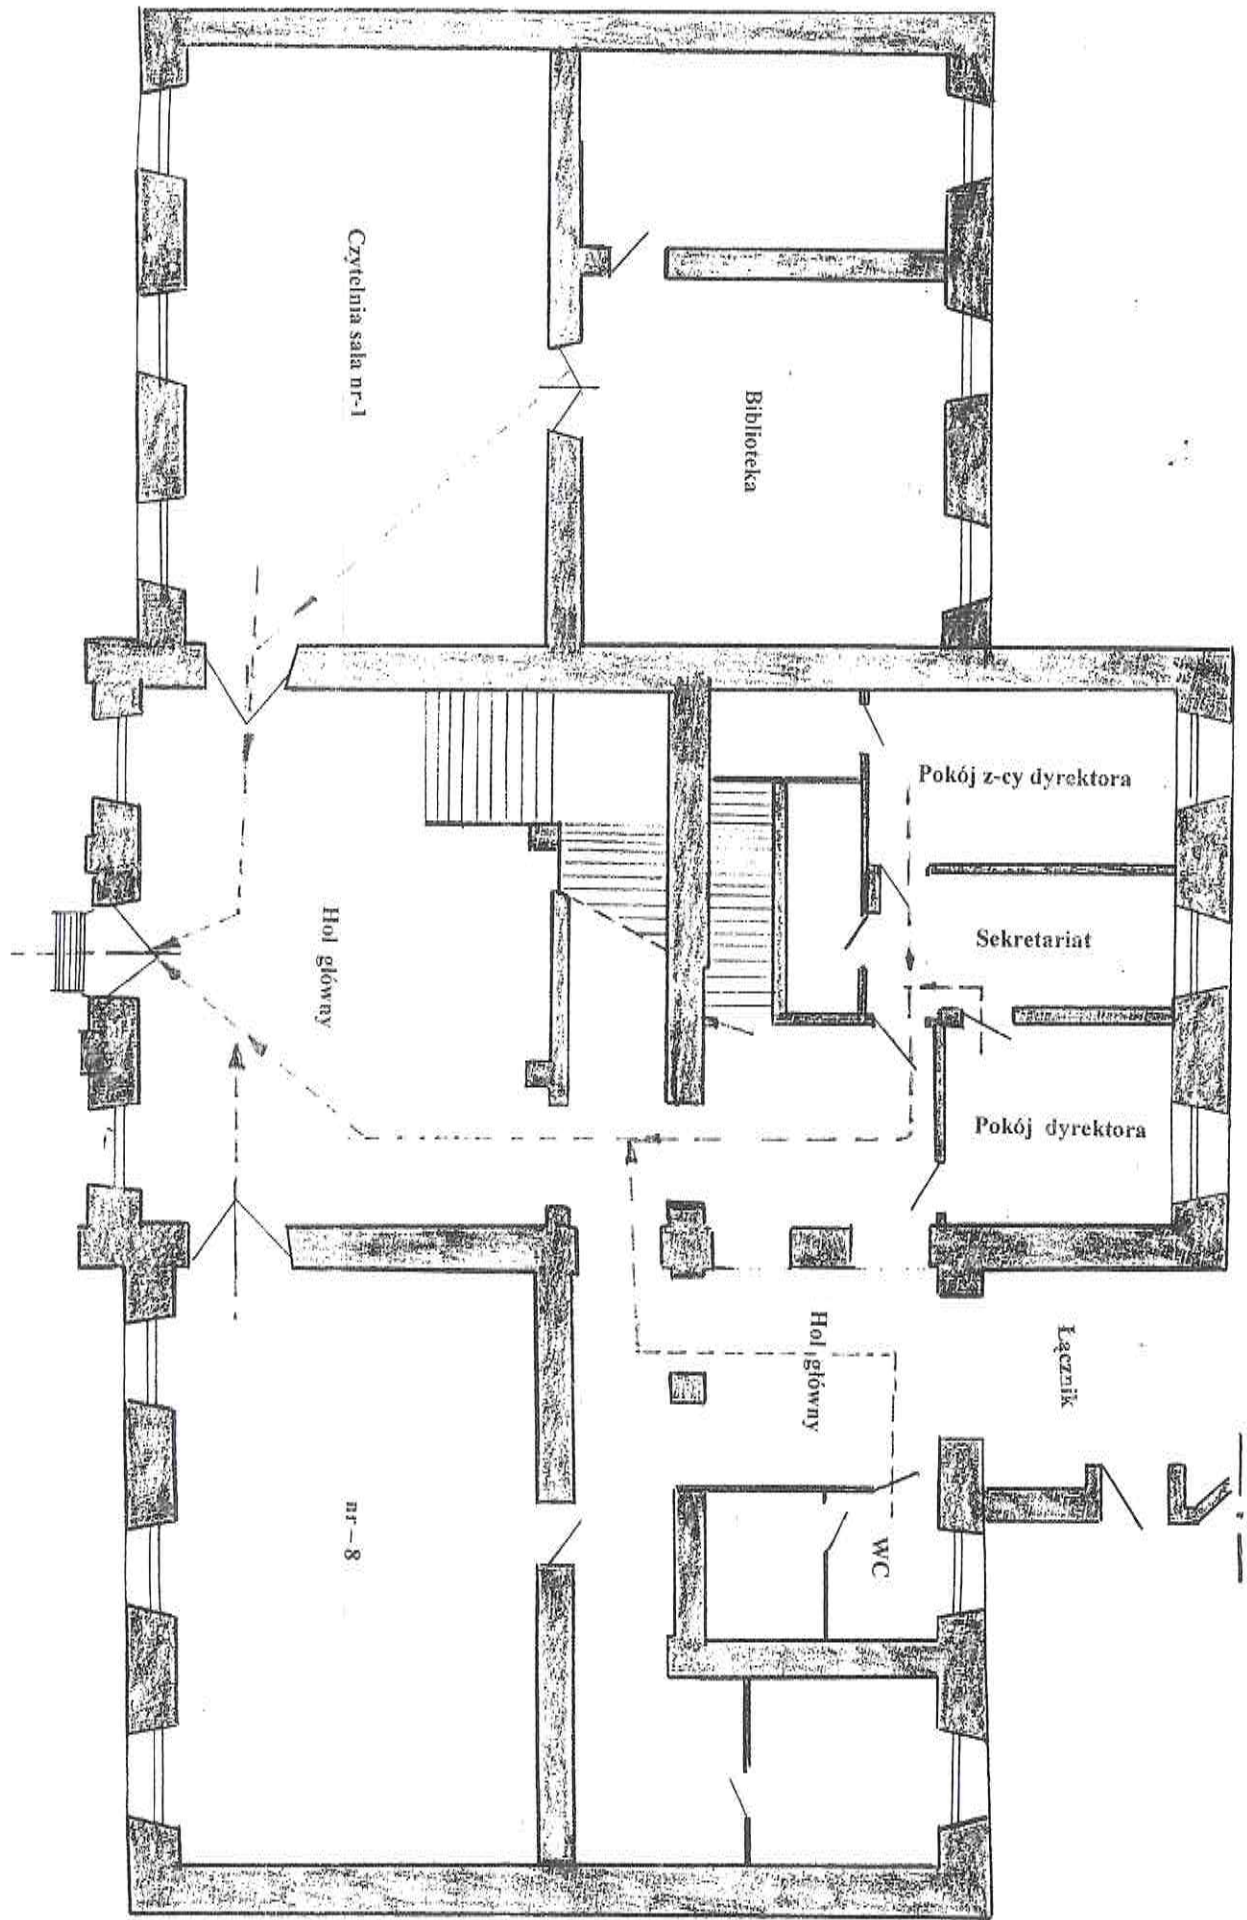 Czytelnia sala nr-1
Biblioteka
Pokój z-cy dyrektora
Sekretariat
Hol główny
Pokój dyrektora
Hol główny
Łącznik
nr – 8
WC